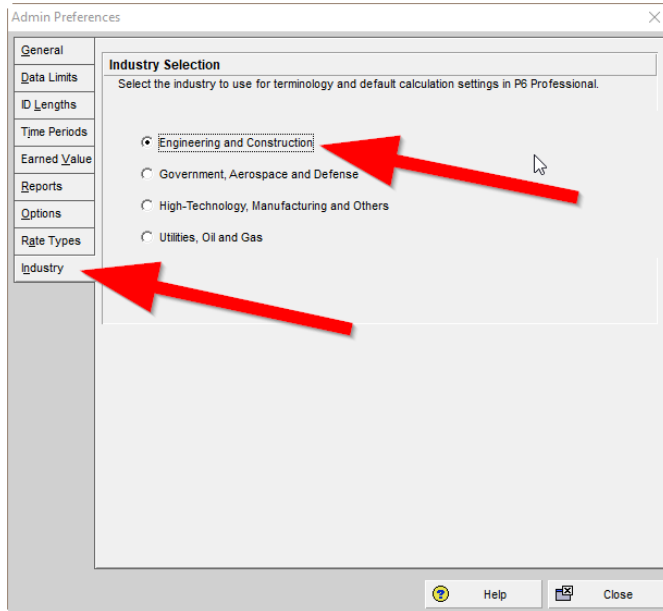 Admin Preferences
General
Data Limits
ID Lengths
Time Periods
Earned Value
Reports
Options
Rate Types
Industry
Industry Selection
Select the industry to use for terminology and default calculation settings in P6 Professional.
Engineering and Construction
Government, Aerospace and Defense
High-Technology, Manufacturing and Others
Utilities, Oil and Gas
Help
Close